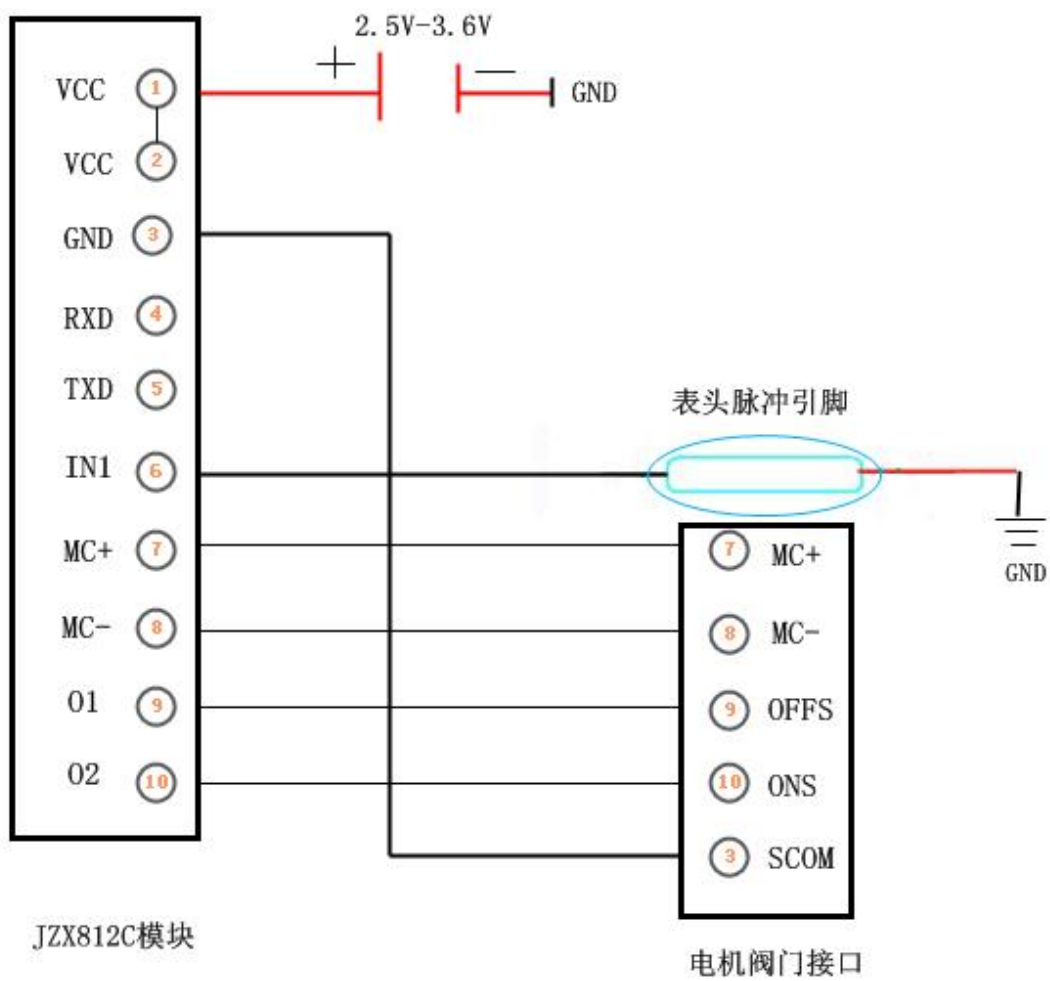 2.5V-3.6V
VCC 1
+ — GND
VCC 2
GND 3
RXD 4
TXD 5
表头脉冲引脚
IN1 6
GND
MC+ 7
7 MC+
MC- 8
8 MC-
O1 9
9 OFFS
O2 10
10 ONS
3 SCOM
JZX812C模块
电机阀门接口